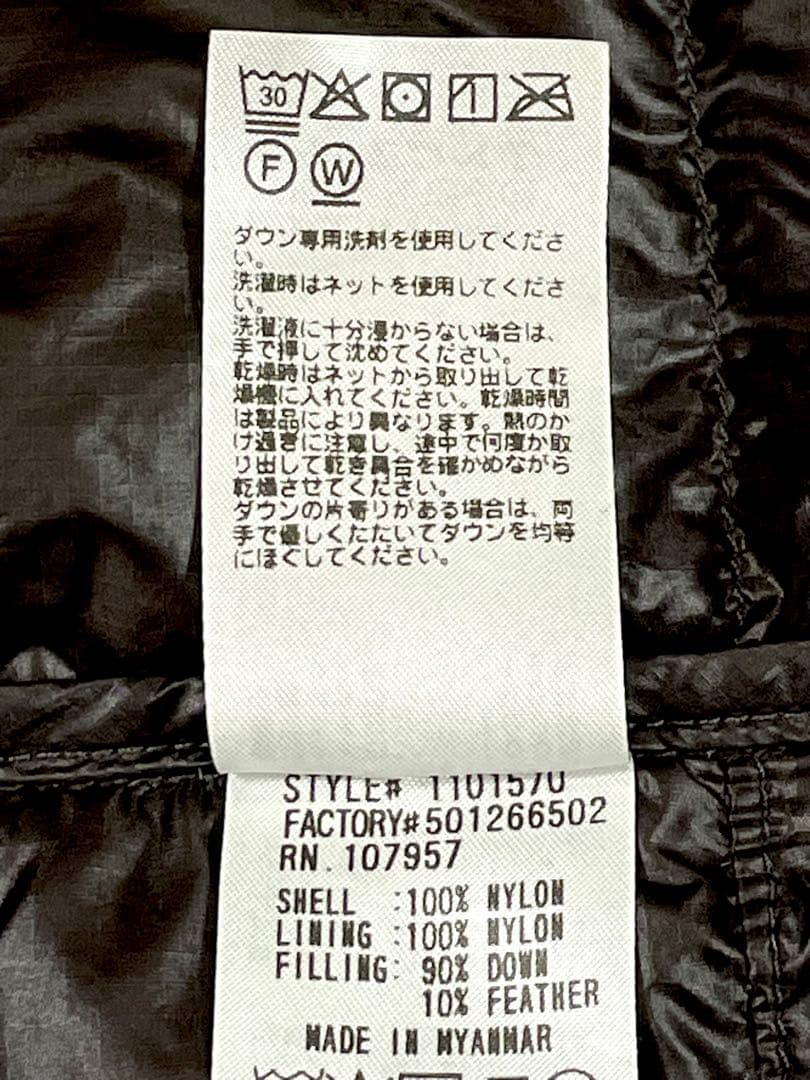 30
F W
ダウン専用洗剤を使用してくださ
い。
洗濯時はネットを使用してくださ
い。
洗濯液に十分浸からない場合は、
手で押して沈めてください。
乾燥時はネットから取り出して乾
燥機に入れてください。乾燥時間
は製品により異なります。熱のか
け過ぎに注意し、途中で何度か取
り出して乾き具合を確かめながら
乾燥させてください。
ダウンの片寄りがある場合は、両
手で優しくたたいてダウンを均等
にほぐしてください。
STYLE# 1101570
FACTORY#501266502
RN.107957
SHELL :100% NYLON
LINING :100% NYLON
FILLING: 90% DOWN
10% FEATHER
MADE IN MYANMAR